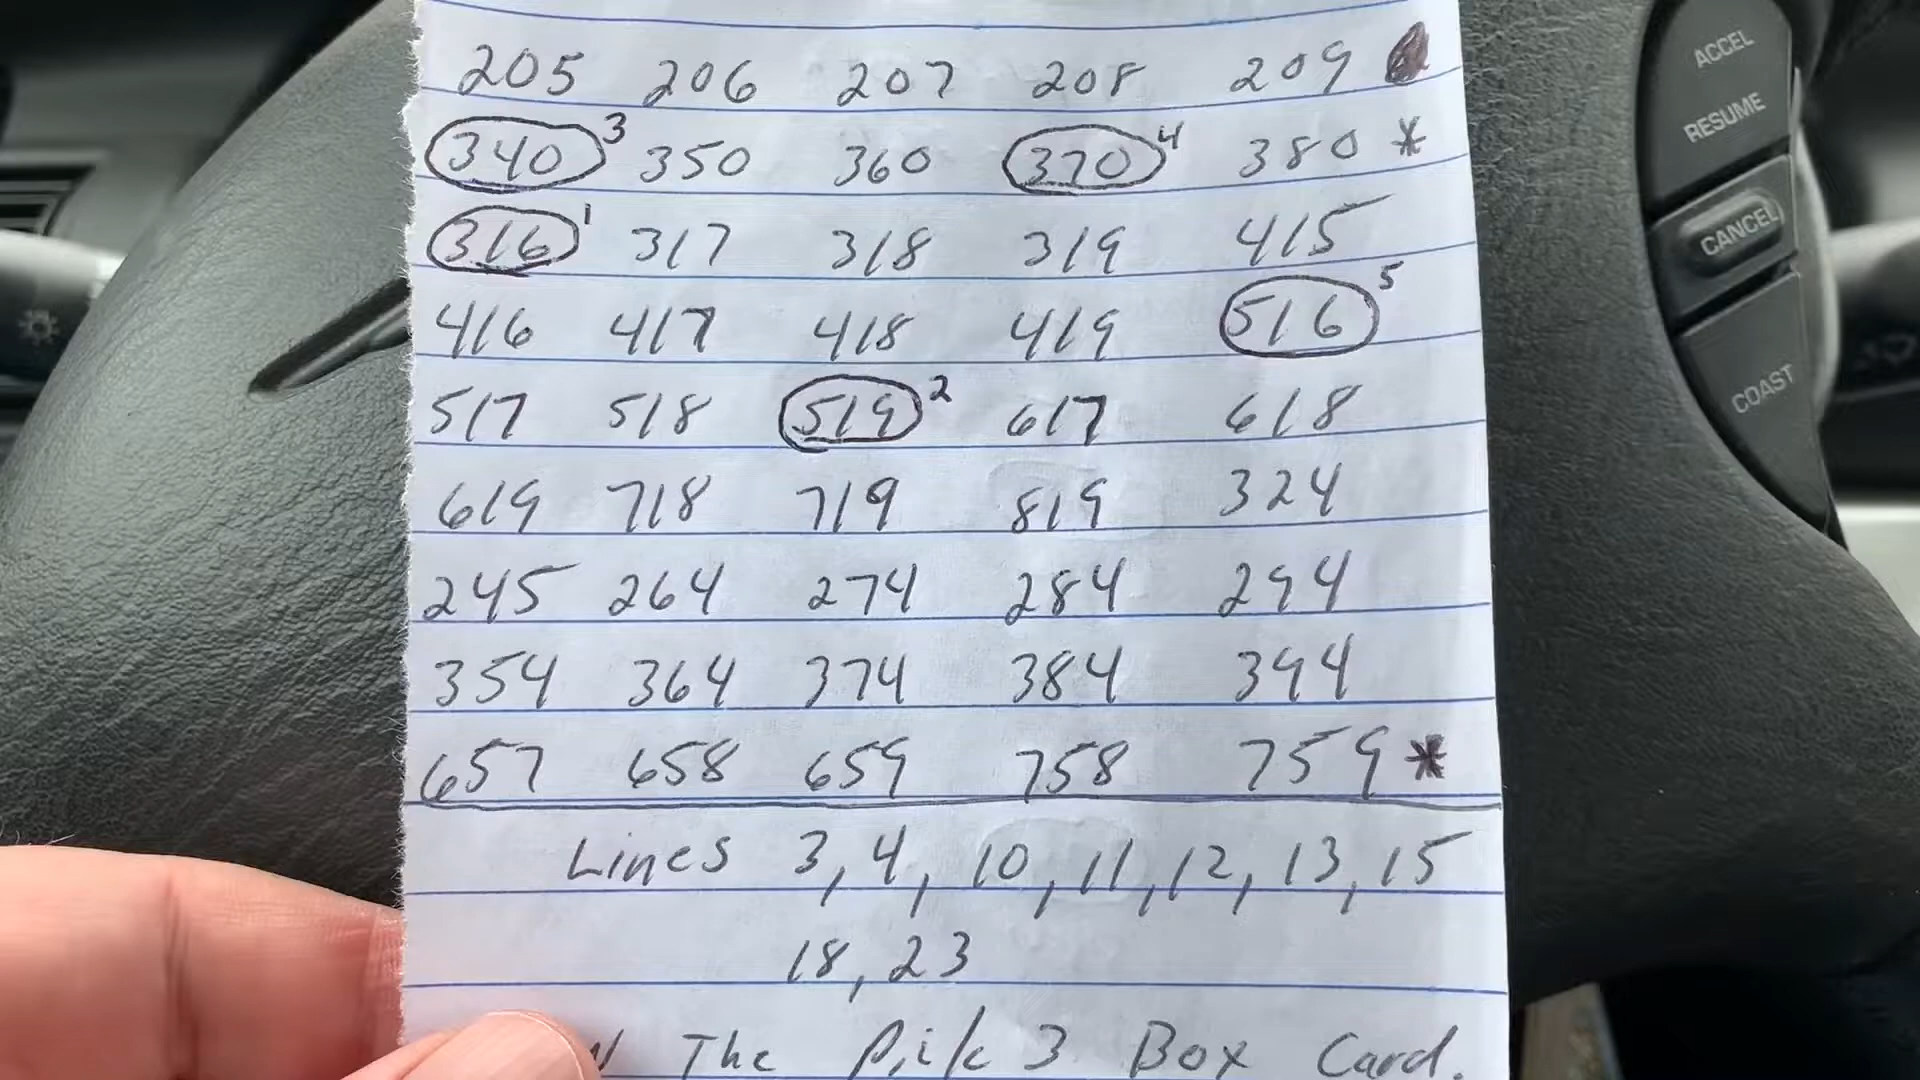 205 206 207 208 209
340 3 350 360 370 4 380 *
316 1 317 318 319 415
416 417 418 419 516 5
517 518 519 2 617 618
619 718 719 819 324
245 264 274 284 294
354 364 374 384 394
657 658 659 758 759 *
Lines 3, 4, 10, 11, 12, 13, 15
18, 23
The Pick 3 Box Card.
ACCEL
RESUME
CANCEL
COAST